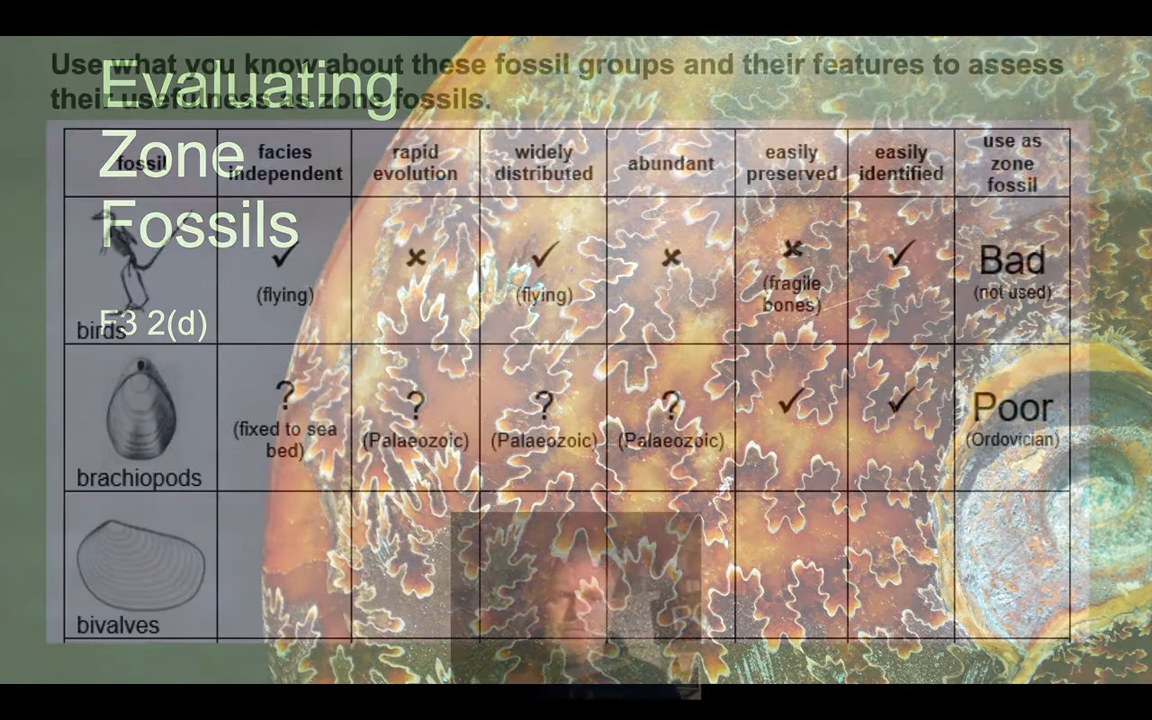 Use what you know about these fossil groups and their features to assess
their usefulness as zone fossils.
Evaluating
Zone
Fossils
F3 2(d)
fossil
facies
independent
rapid
evolution
widely
distributed
abundant
easily
preserved
easily
identified
use as
zone
fossil
birds
✓
(flying)
✗
✓
(flying)
✗
✗
(fragile
bones)
✓
Bad
(not used)
brachiopods
?
(fixed to sea
bed)
?
(Palaeozoic)
?
(Palaeozoic)
?
(Palaeozoic)
✓
✓
Poor
(Ordovician)
bivalves